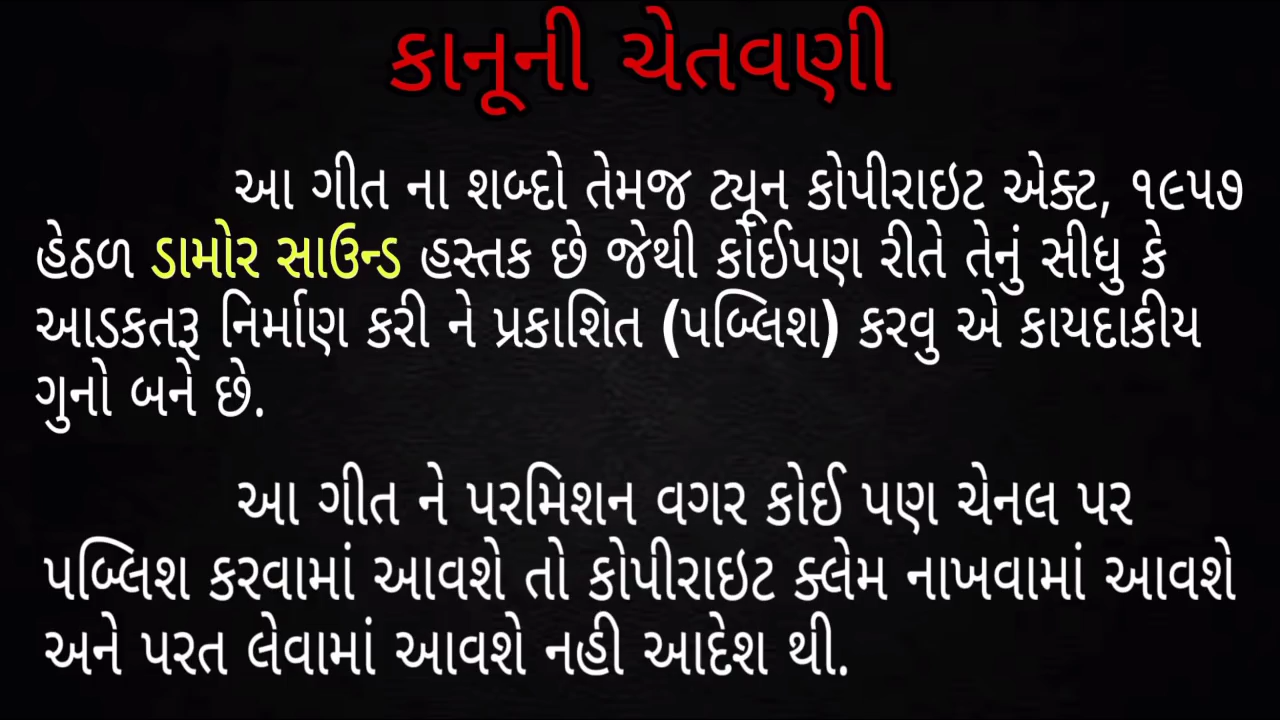 કાનૂની ચેતવણી
આ ગીત ના શબ્દો તેમજ ટ્યૂન કોપીરાઇટ એક્ટ, ૧૯૫૭
હેઠળ ડામોર સાઉન્ડ હસ્તક છે જેથી કોઈપણ રીતે તેનું સીધુ કે
આડકતરૂ નિર્માણ કરી ને પ્રકાશિત (પબ્લિશ) કરવુ એ કાયદાકીય
ગુનો બને છે.
આ ગીત ને પરમિશન વગર કોઈ પણ ચેનલ પર
પબ્લિશ કરવામાં આવશે તો કોપીરાઇટ ક્લેમ નાખવામાં આવશે
અને પરત લેવામાં આવશે નહી આદેશ થી.